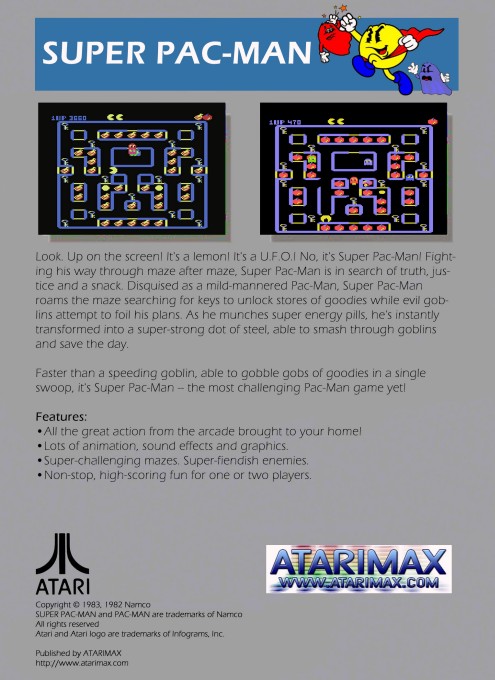 SUPER PAC-MAN
1UP 3660
1UP 470
Look. Up on the screen! It's a lemon! It's a U.F.O.! No, it's Super Pac-Man! Fight-
ing his way through maze after maze, Super Pac-Man is in search of truth, jus-
tice and a snack. Disquised as a mild-mannered Pac-Man, Super Pac-Man
roams the maze searching for keys to unlock stores of goodies while evil gob-
lins attempt to foil his plans. As he munches super energy pills, he's instantly
transformed into a super-strong dot of steel, able to smash through goblins
and save the day.
Faster than a speeding goblin, able to gobble gobs of goodies in a single
swoop, it's Super Pac-Man – the most challenging Pac-Man game yet!
Features:
•All the great action from the arcade brought to your home!
•Lots of animation, sound effects and graphics.
•Super-challenging mazes. Super-fiendish enemies.
•Non-stop, high-scoring fun for one or two players.
ATARI
ATARIMAX
WWW.ATARIMAX.COM
Copyright © 1983, 1982 Namco
SUPER PAC-MAN and PAC-MAN are trademarks of Namco
All rights reserved
Atari and Atari logo are trademarks of Infograms, Inc.
Published by ATARIMAX
http://www.atarimax.com